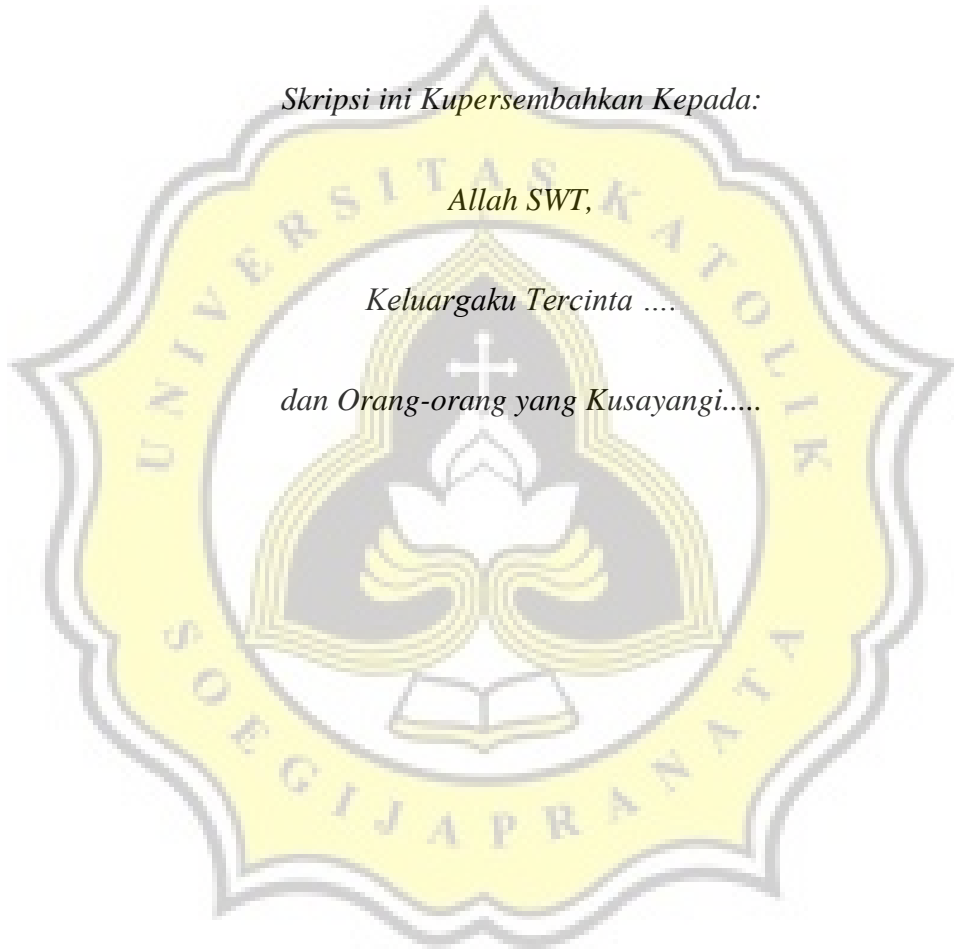 Skripsi ini Kupersembahkan Kepada:
Allah SWT,
Keluargaku Tercinta ....
dan Orang-orang yang Kusayangi.....
UNIVERSITAS KATOLIK
SOEGIJAPRANATA